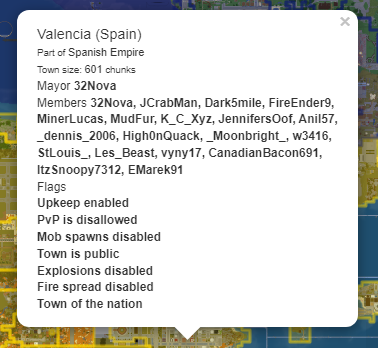 Valencia (Spain)
Part of Spanish Empire
Town size: 601 chunks
Mayor 32Nova
Members 32Nova, JCrabMan, Dark5mile, FireEnder9,
MinerLucas, MudFur, K_C_Xyz, JennifersOof, Anil57,
_dennis_2006, High0nQuack, _Moonbright_, w3416,
StLouis_, Les_Beast, vyny17, CanadianBacon691,
ItzSnoopy7312, EMarek91
Flags
Upkeep enabled
PvP is disallowed
Mob spawns disabled
Town is public
Explosions disabled
Fire spread disabled
Town of the nation